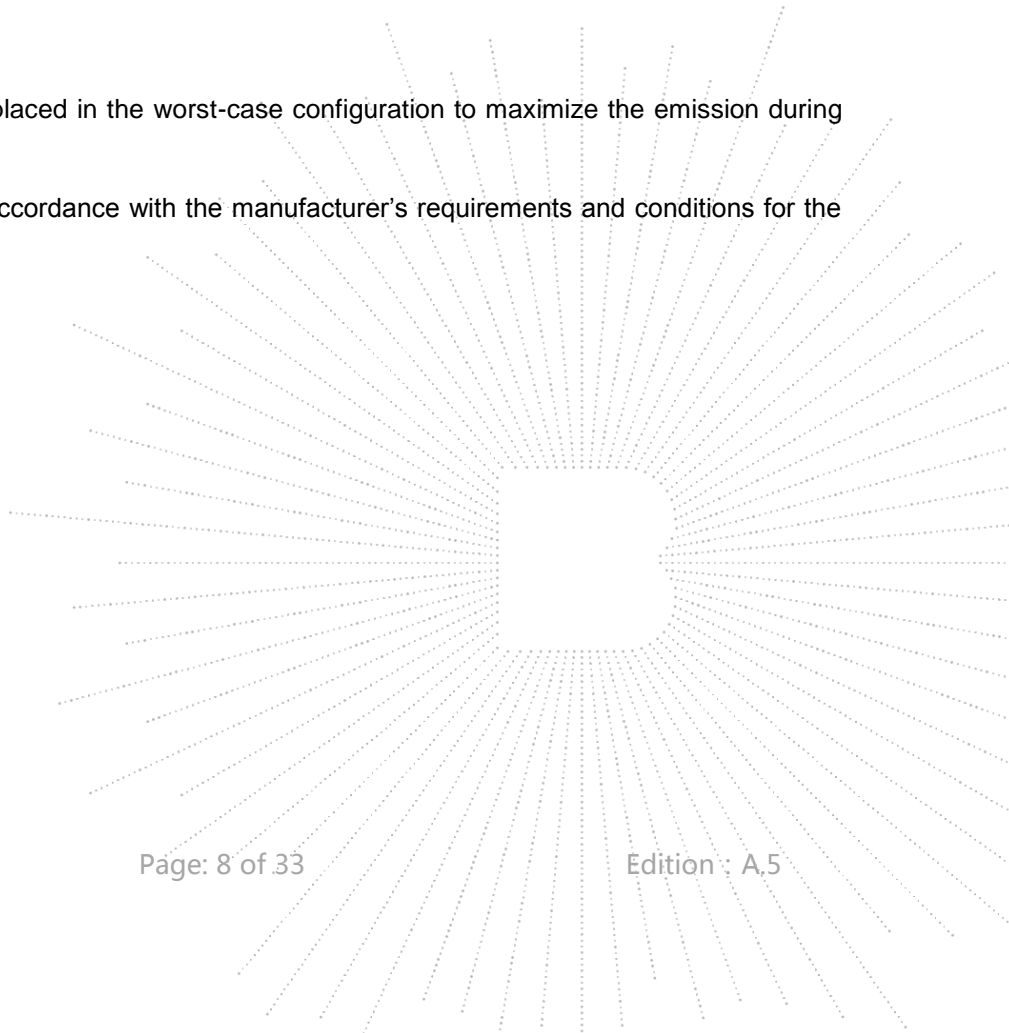 placed in the worst-case configuration to maximize the emission during
ccordance with the manufacturer’s requirements and conditions for the
Page: 8 of 33 Edition： A.5